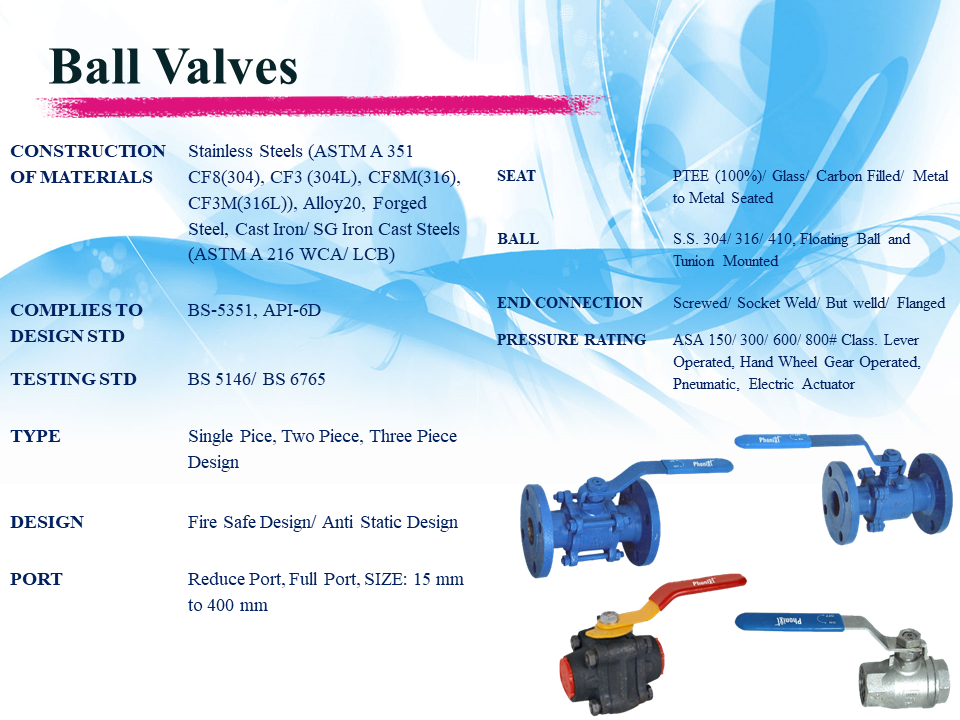 Ball Valves
CONSTRUCTION
OF MATERIALS
Stainless Steels (ASTM A 351
CF8(304), CF3 (304L), CF8M(316),
CF3M(316L)), Alloy20, Forged
Steel, Cast Iron/ SG Iron Cast Steels
(ASTM A 216 WCA/ LCB)
COMPLIES TO
DESIGN STD
BS-5351, API-6D
TESTING STD
BS 5146/ BS 6765
TYPE
Single Pice, Two Piece, Three Piece
Design
DESIGN
Fire Safe Design/ Anti Static Design
PORT
Reduce Port, Full Port, SIZE: 15 mm
to 400 mm
SEAT
PTEE (100%)/ Glass/ Carbon Filled/ Metal
to Metal Seated
BALL
S.S. 304/ 316/ 410, Floating Ball and
Tunion Mounted
END CONNECTION
Screwed/ Socket Weld/ But welld/ Flanged
PRESSURE RATING
ASA 150/ 300/ 600/ 800# Class. Lever
Operated, Hand Wheel Gear Operated,
Pneumatic, Electric Actuator